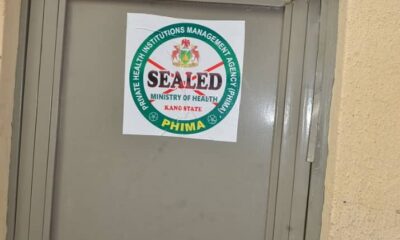 PRIVATE HEALTH INSTITUTIONS MANAGEMENT AGENCY (PHIMA)
SEALED
MINISTRY OF HEALTH
KANO STATE
PHIMA